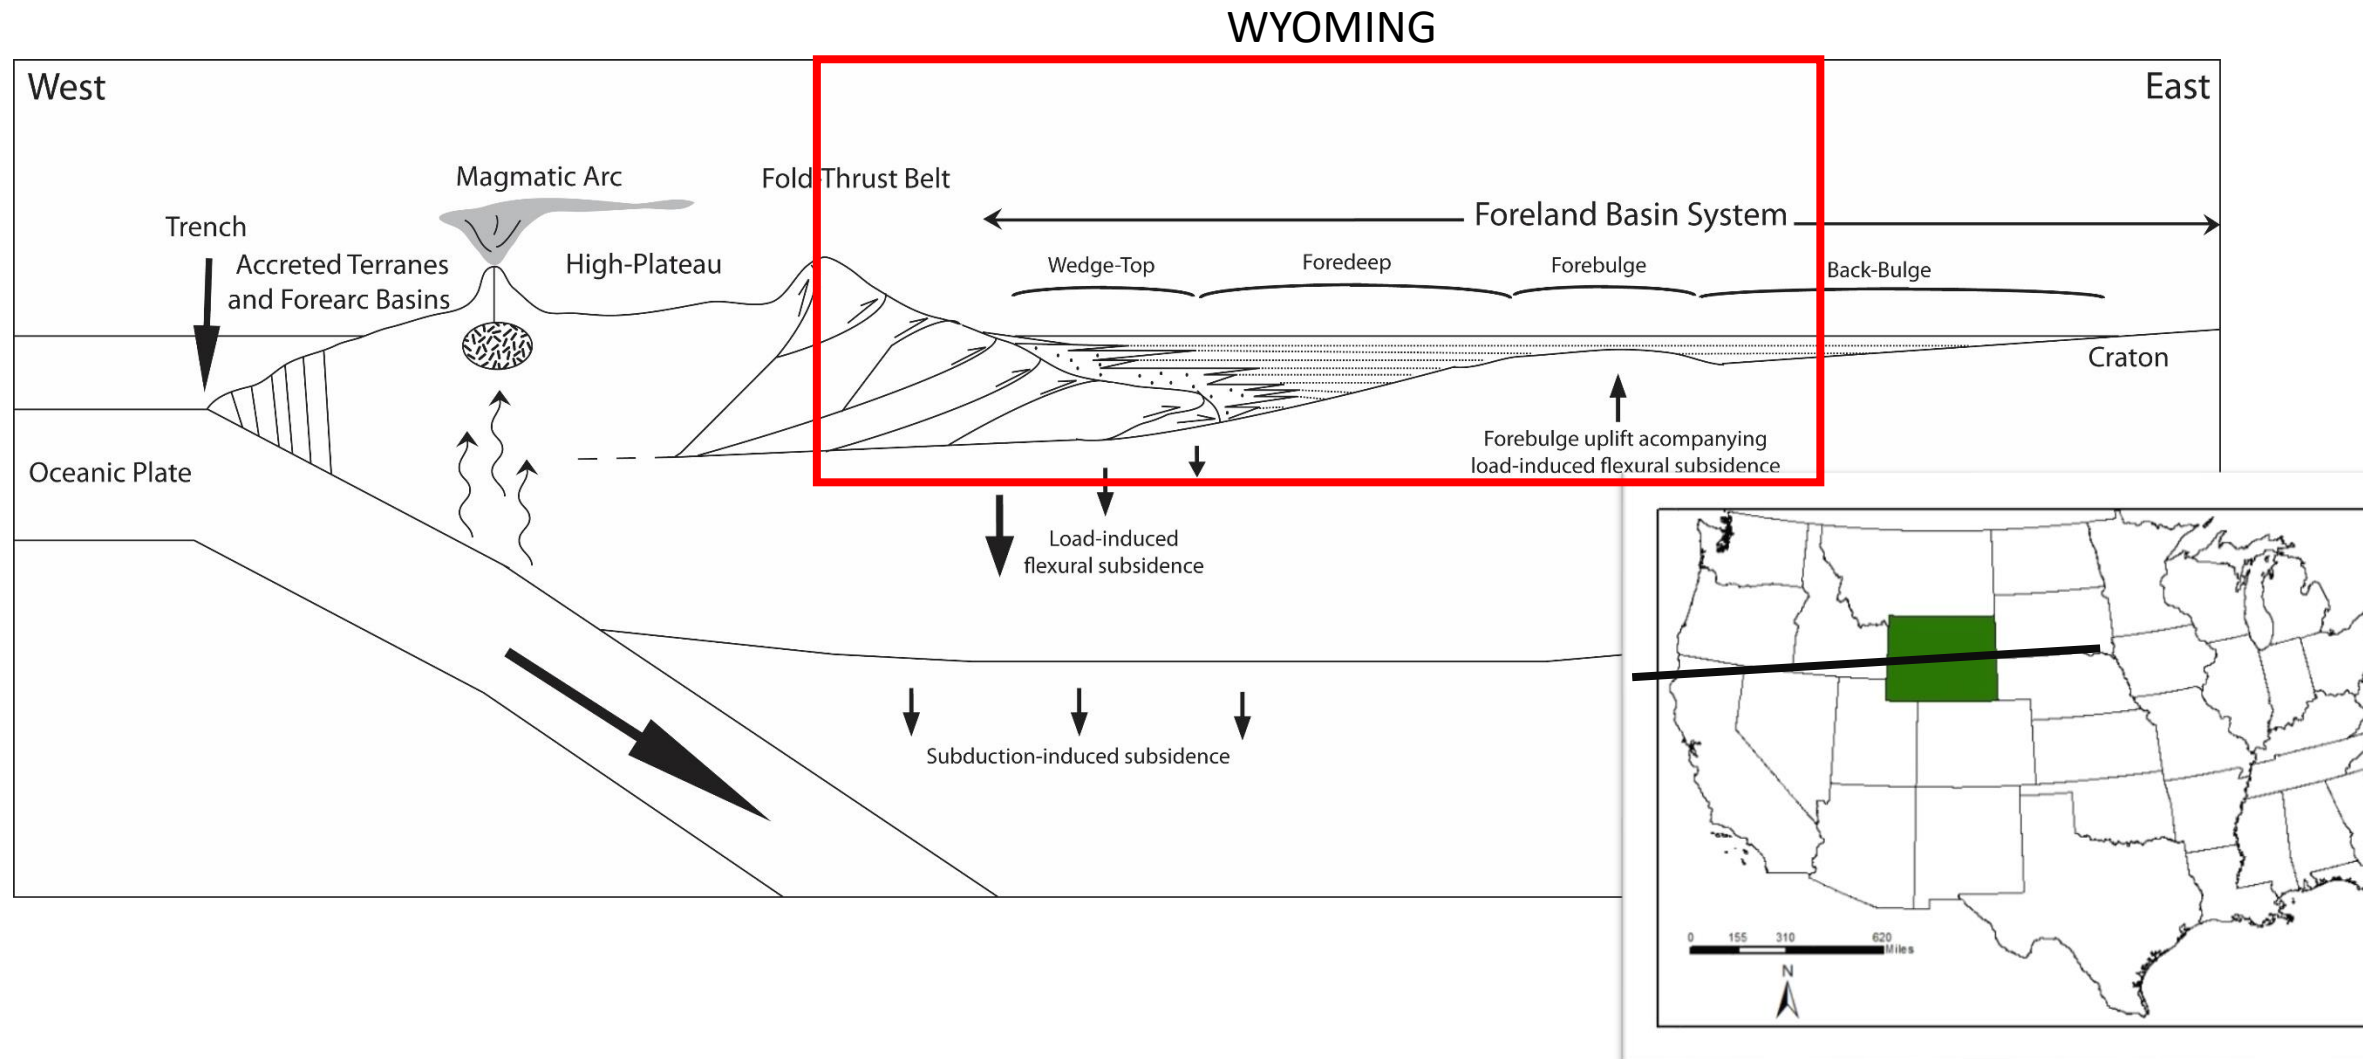 WYOMING
West
East
Magmatic Arc
Fold-Thrust Belt
Trench
Foreland Basin System
Accreted Terranes
and Forearc Basins
High-Plateau
Wedge-Top
Foredeep
Forebulge
Back-Bulge
Craton
Oceanic Plate
Forebulge uplift acompanying
load-induced flexural subsidence
Load-induced
flexural subsidence
Subduction-induced subsidence
0 155 310 620
Miles
N